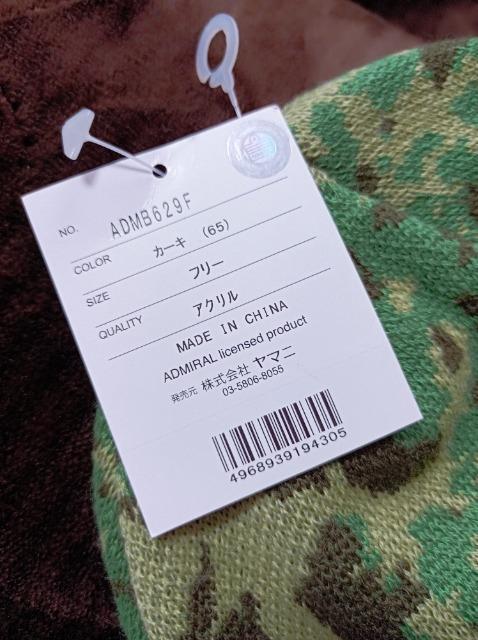 NO. ADMB629F
COLOR カーキ (65)
SIZE フリー
QUALITY アクリル
MADE IN CHINA
ADMIRAL licensed product
発売元 株式会社 ヤマニ
03-5806-8055
4968939194305